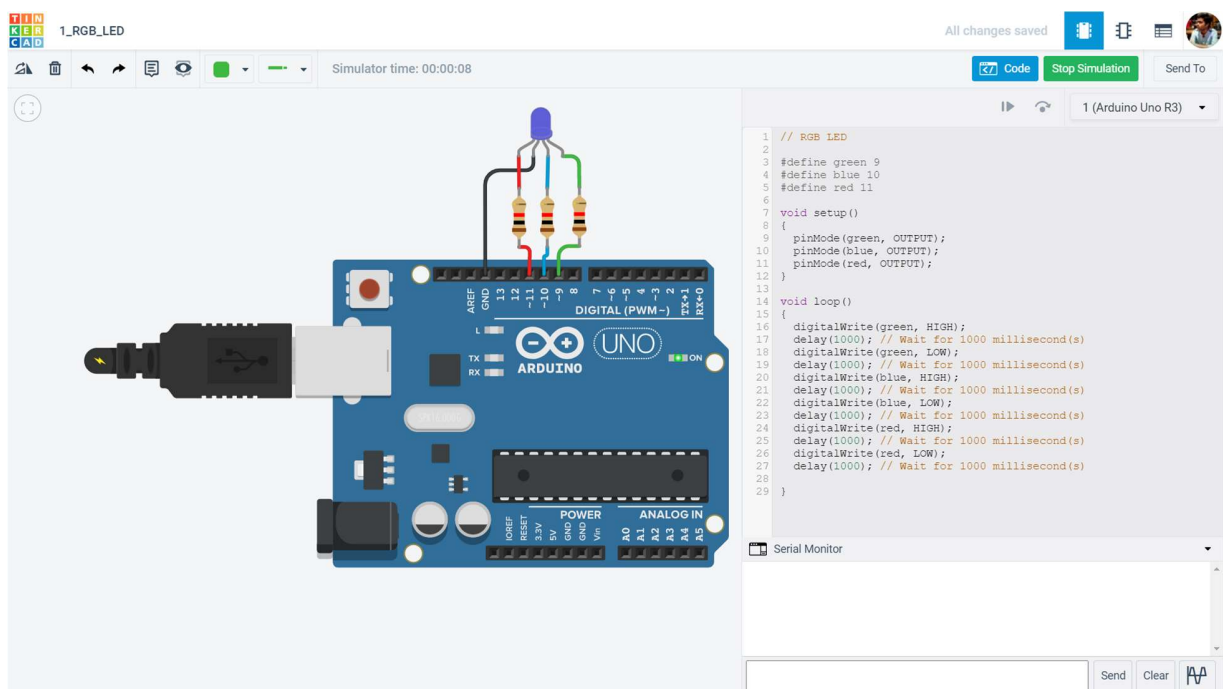 TIN
KER
CAD
1_RGB_LED
All changes saved
Simulator time: 00:00:08
Code
Stop Simulation
Send To
1 (Arduino Uno R3)
1 // RGB LED
2
3 #define green 9
4 #define blue 10
5 #define red 11
6
7 void setup()
8 {
9 pinMode(green, OUTPUT);
10 pinMode(blue, OUTPUT);
11 pinMode(red, OUTPUT);
12 }
13
14 void loop()
15 {
16 digitalWrite(green, HIGH);
17 delay(1000); // Wait for 1000 millisecond(s)
18 digitalWrite(green, LOW);
19 delay(1000); // Wait for 1000 millisecond(s)
20 digitalWrite(blue, HIGH);
21 delay(1000); // Wait for 1000 millisecond(s)
22 digitalWrite(blue, LOW);
23 delay(1000); // Wait for 1000 millisecond(s)
24 digitalWrite(red, HIGH);
25 delay(1000); // Wait for 1000 millisecond(s)
26 digitalWrite(red, LOW);
27 delay(1000); // Wait for 1000 millisecond(s)
28
29 }
AREF GND 13 12 ~11 ~10 ~9 8 7 ~6 ~5 4 ~3 2 TX→1 RX←0
DIGITAL (PWM~)
L
UNO
TX
RX
ARDUINO
ON
POWER
ANALOG IN
IOREF RESET 3.3V 5V GND GND Vin A0 A1 A2 A3 A4 A5
Serial Monitor
Send
Clear